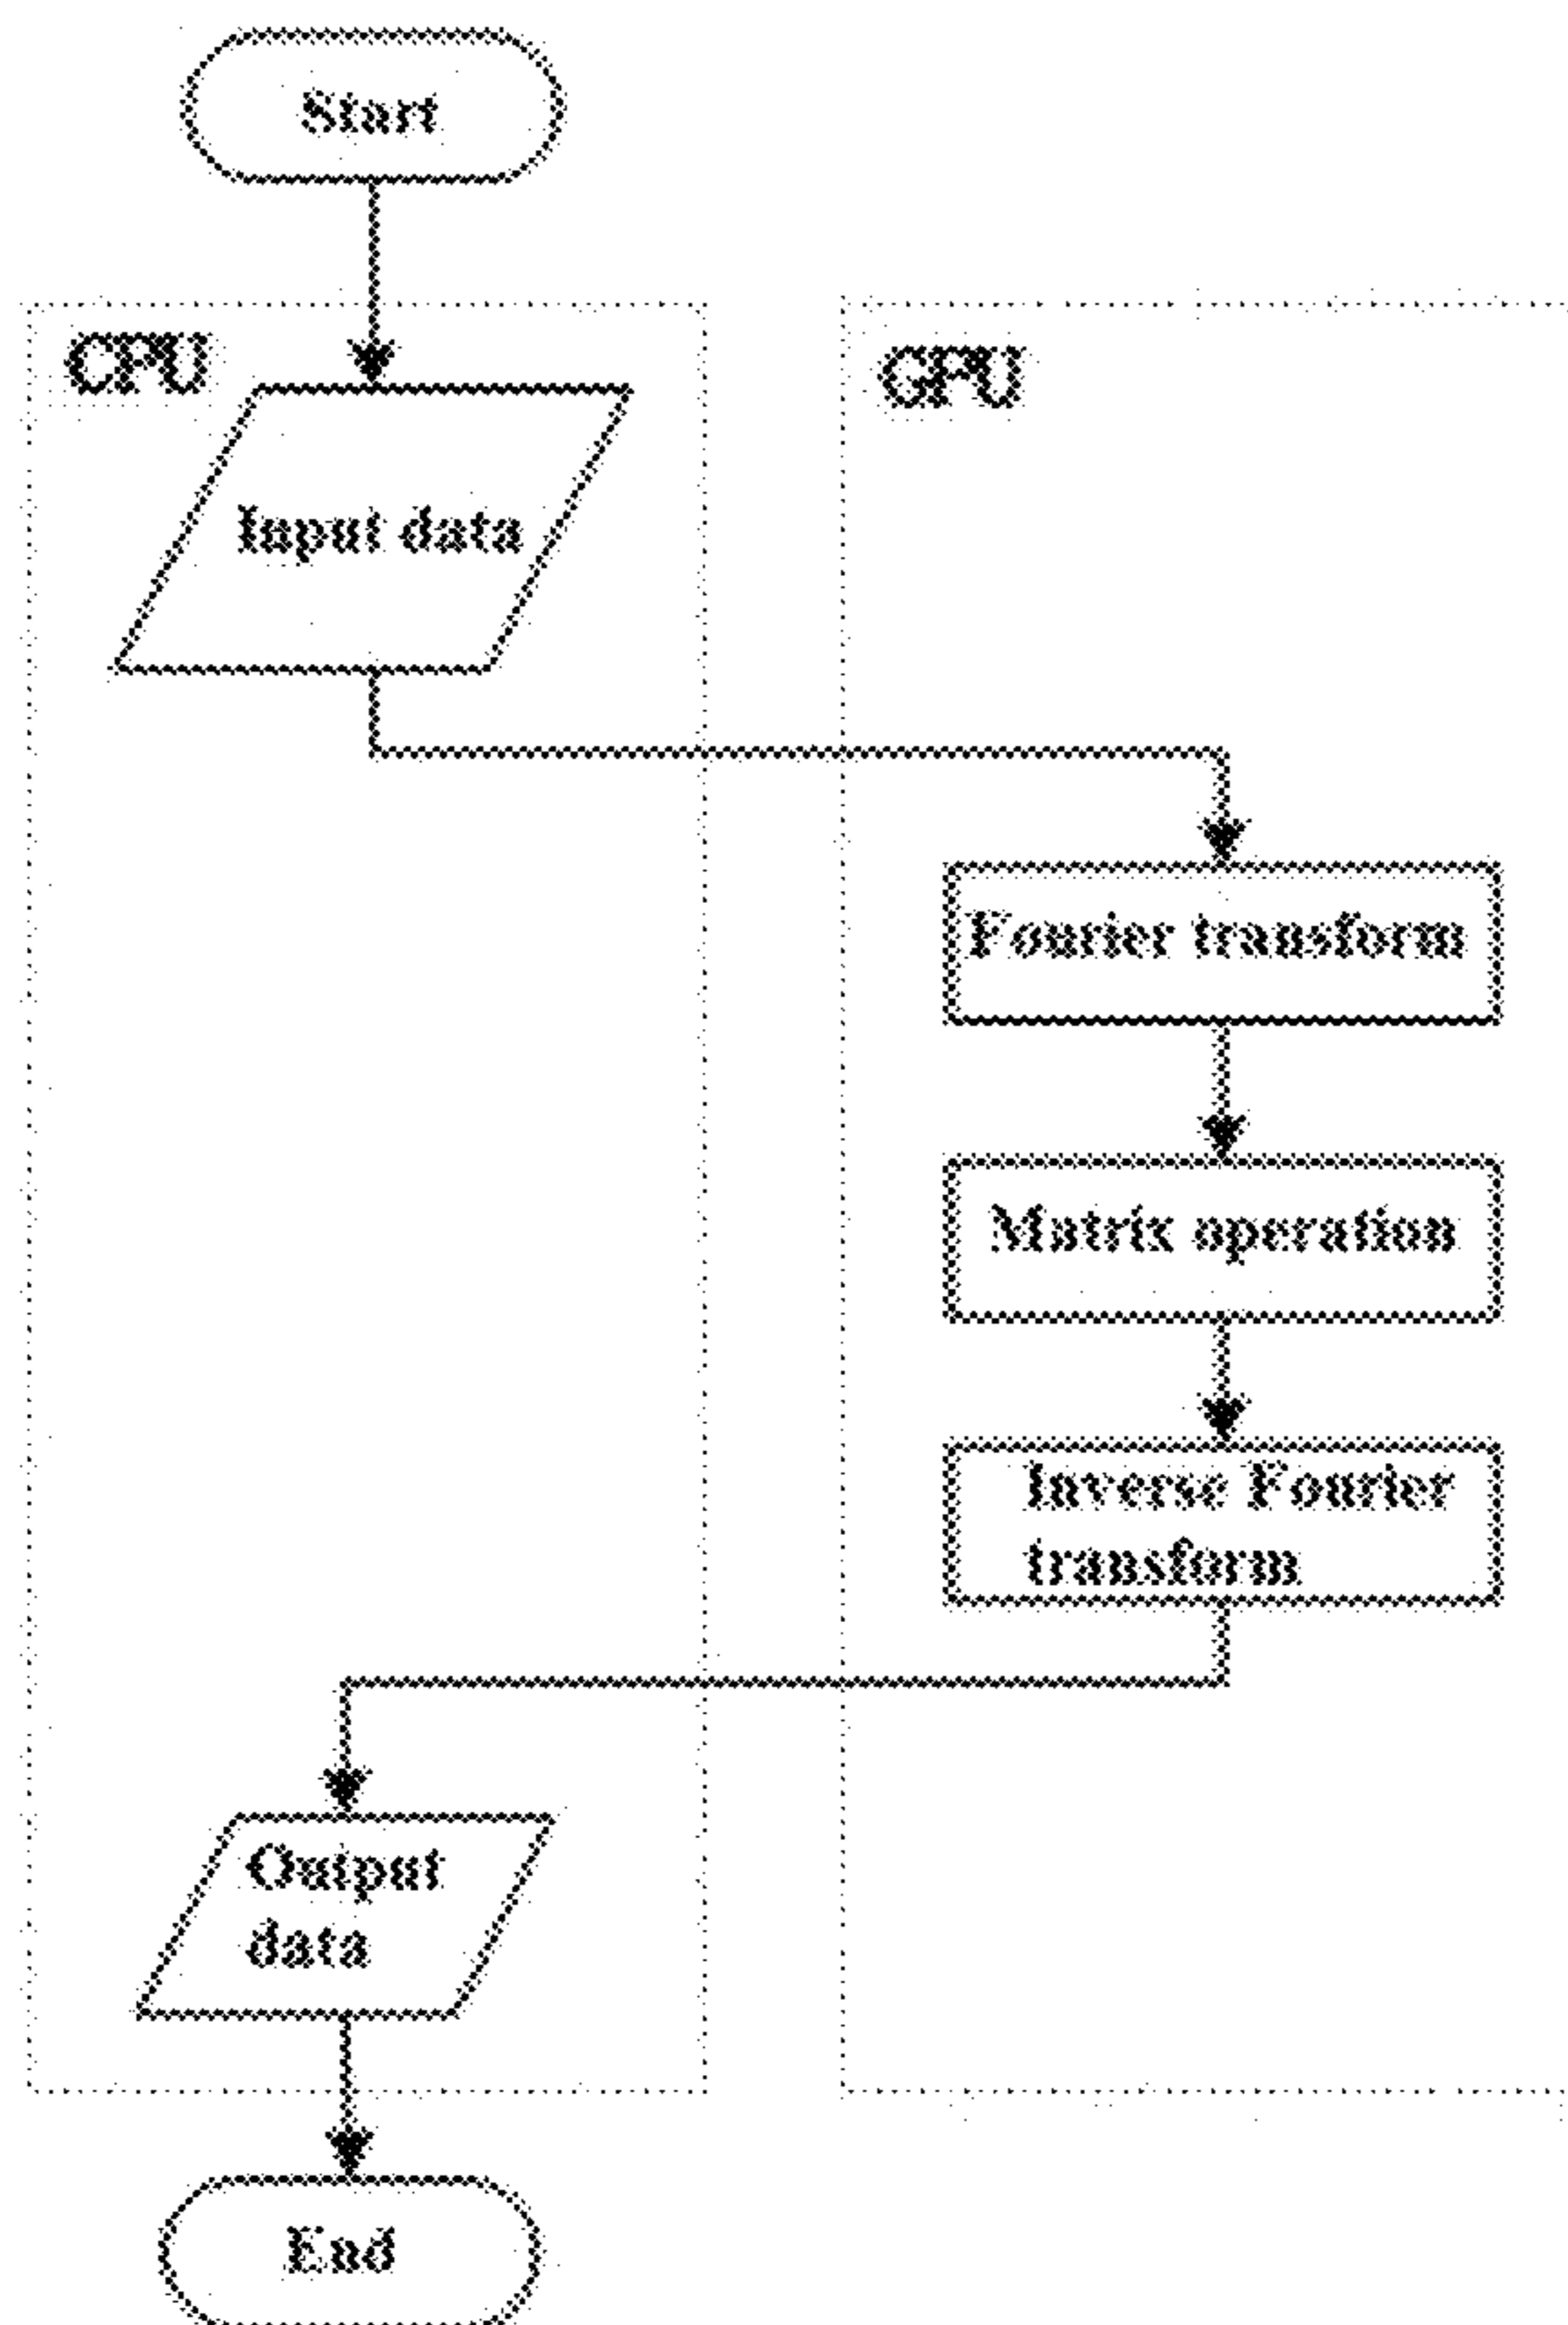 Start
CPU
GPU
Input data
Fourier transform
Matrix operation
Inverse Fourier
transform
Output
data
End